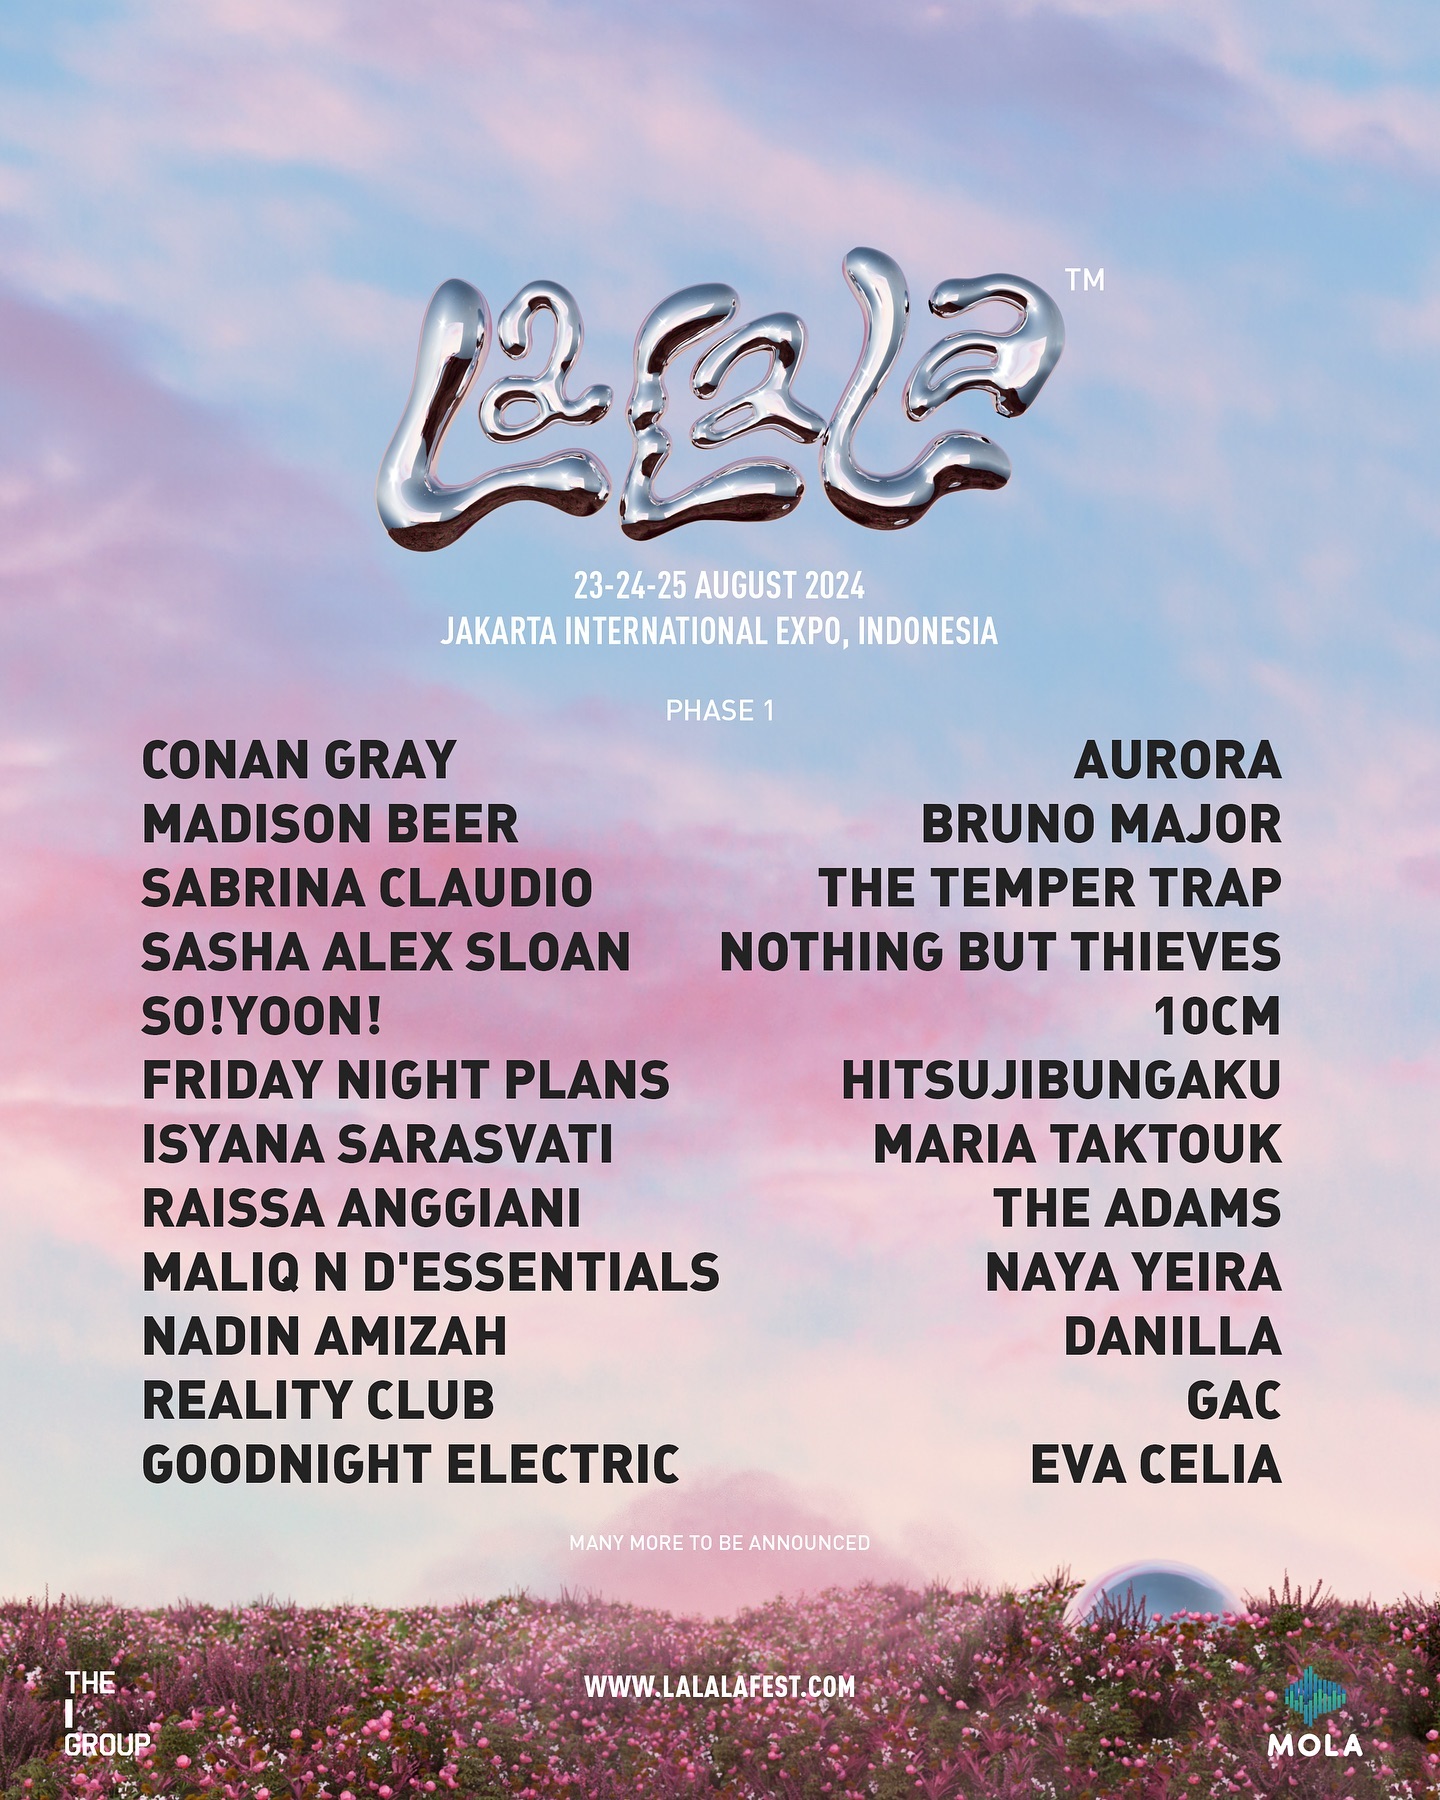 LaLaLa TM
23-24-25 AUGUST 2024
JAKARTA INTERNATIONAL EXPO, INDONESIA
PHASE 1
CONAN GRAY
MADISON BEER
SABRINA CLAUDIO
SASHA ALEX SLOAN
SO!YOON!
FRIDAY NIGHT PLANS
ISYANA SARASVATI
RAISSA ANGGIANI
MALIQ N D'ESSENTIALS
NADIN AMIZAH
REALITY CLUB
GOODNIGHT ELECTRIC
AURORA
BRUNO MAJOR
THE TEMPER TRAP
NOTHING BUT THIEVES
10CM
HITSUJIBUNGAKU
MARIA TAKTOUK
THE ADAMS
NAYA YEIRA
DANILLA
GAC
EVA CELIA
MANY MORE TO BE ANNOUNCED
THE
I
GROUP
WWW.LALALAFEST.COM
MOLA